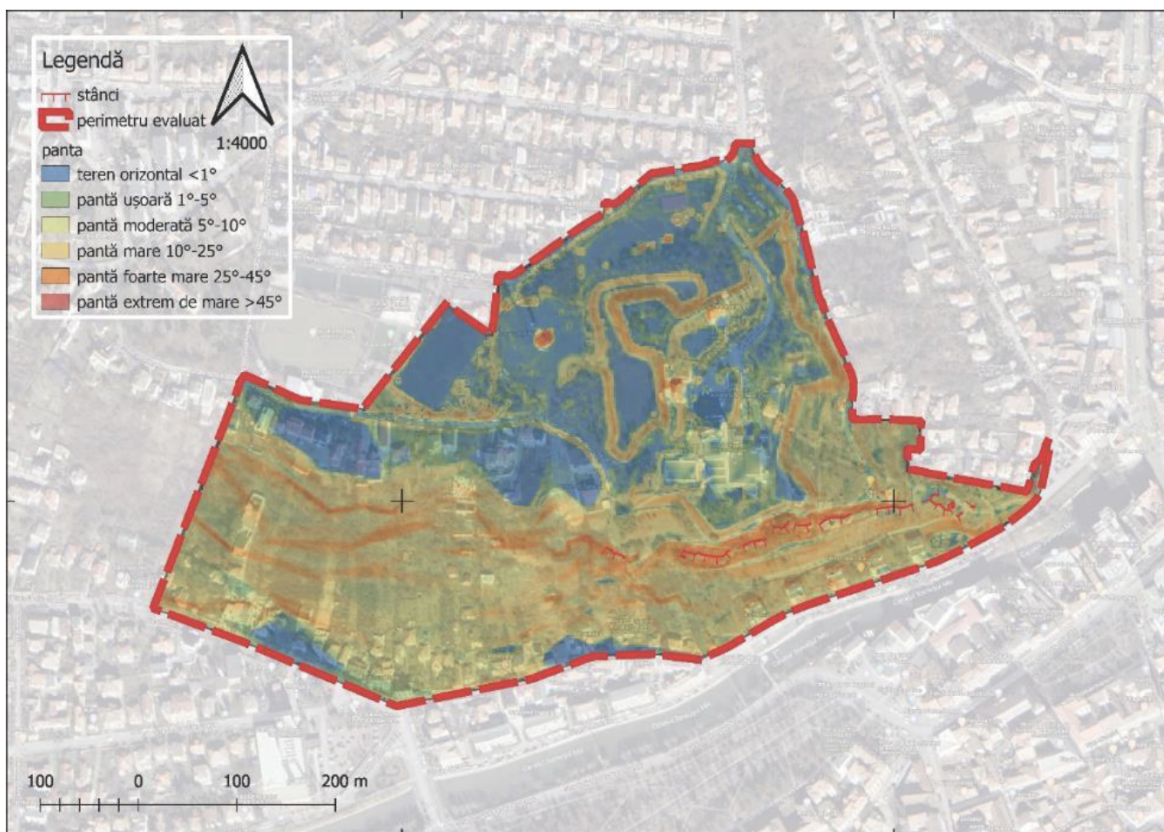 Legendă
stânci
perimetru evaluat
1:4000
panta
teren orizontal <1°
pantă ușoară 1°-5°
pantă moderată 5°-10°
pantă mare 10°-25°
pantă foarte mare 25°-45°
pantă extrem de mare >45°
100 0 100 200 m